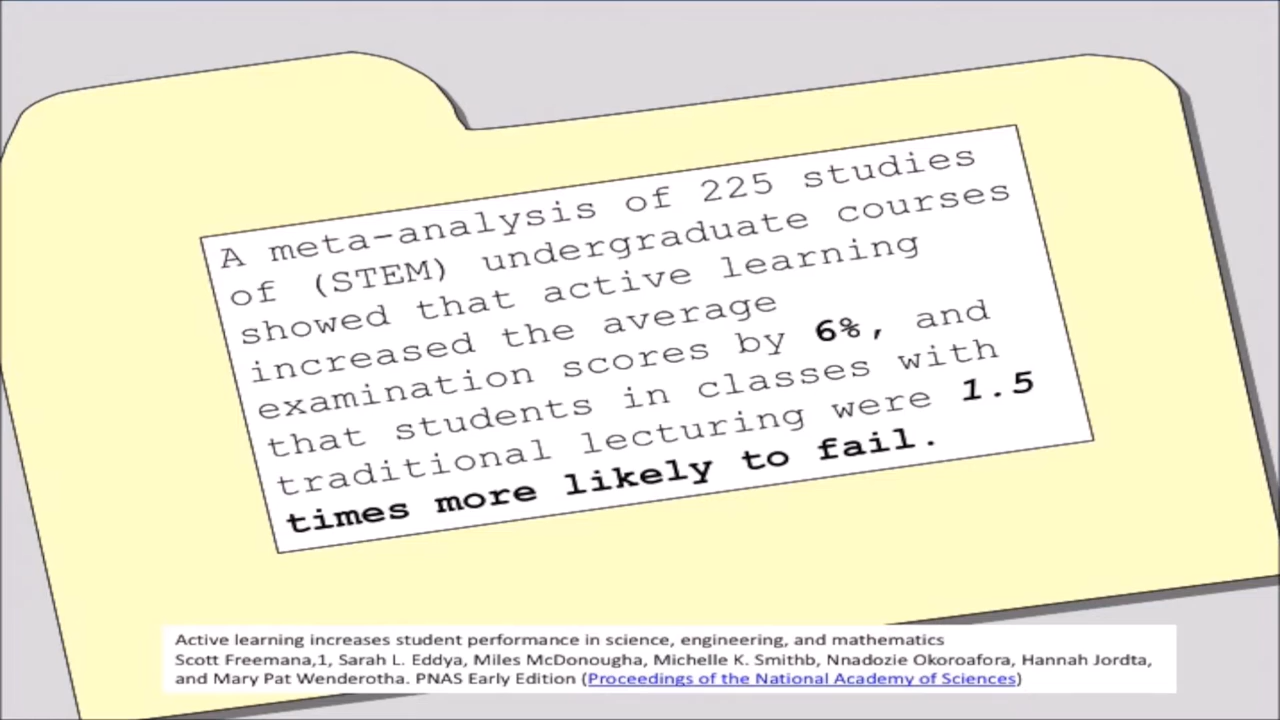 A meta-analysis of 225 studies
of (STEM) undergraduate courses
showed that active learning
increased the average
examination scores by 6%, and
that students in classes with
traditional lecturing were 1.5
times more likely to fail.
Active learning increases student performance in science, engineering, and mathematics
Scott Freemana,1, Sarah L. Eddya, Miles McDonougha, Michelle K. Smithb, Nnadozie Okoroafora, Hannah Jordta,
and Mary Pat Wenderotha. PNAS Early Edition (Proceedings of the National Academy of Sciences)